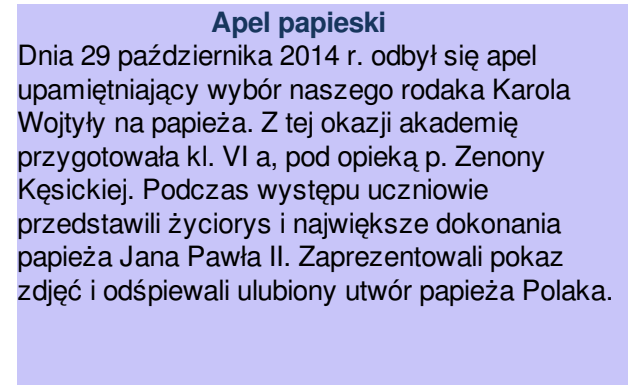 Apel papieski
Dnia 29 października 2014 r. odbył się apel
upamiętniający wybór naszego rodaka Karola
Wojtyły na papieża. Z tej okazji akademię
przygotowała kl. VI a, pod opieką p. Zenony
Kęsickiej. Podczas występu uczniowie
przedstawili życiorys i największe dokonania
papieża Jana Pawła II. Zaprezentowali pokaz
zdjęć i odśpiewali ulubiony utwór papieża Polaka.